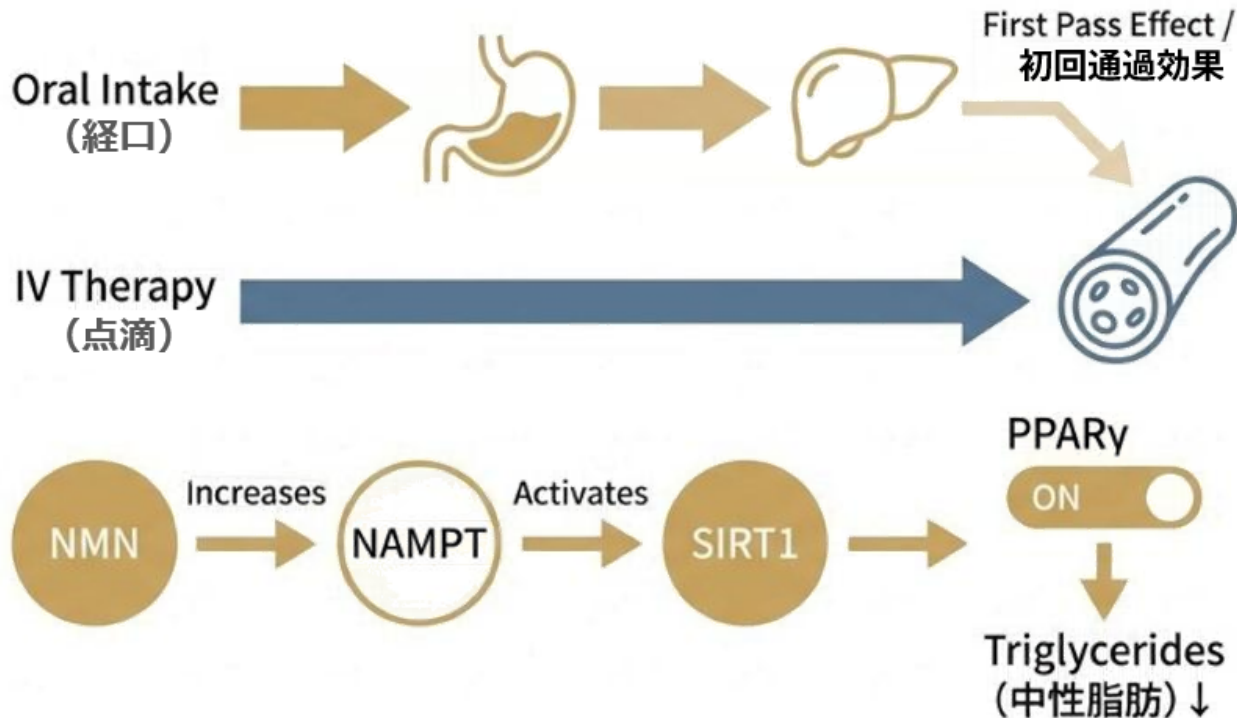 First Pass Effect /
初回通過効果
Oral Intake
（経口）
IV Therapy
（点滴）
PPARγ
ON
NMN
Increases
NAMPT
Activates
SIRT1
Triglycerides
（中性脂肪）↓